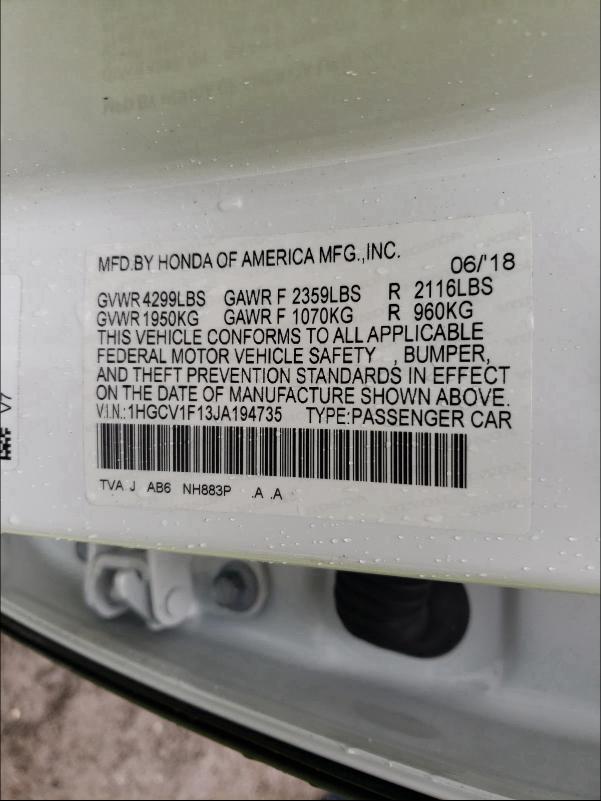 MFD.BY HONDA OF AMERICA MFG.,INC. 06/'18
GVWR 4299LBS GAWR F 2359LBS R 2116LBS
GVWR 1950KG GAWR F 1070KG R 960KG
THIS VEHICLE CONFORMS TO ALL APPLICABLE
FEDERAL MOTOR VEHICLE SAFETY , BUMPER,
AND THEFT PREVENTION STANDARDS IN EFFECT
ON THE DATE OF MANUFACTURE SHOWN ABOVE.
V.I.N.:1HGCV1F13JA194735 TYPE:PASSENGER CAR
TVA J AB6 NH883P .A .A
V7